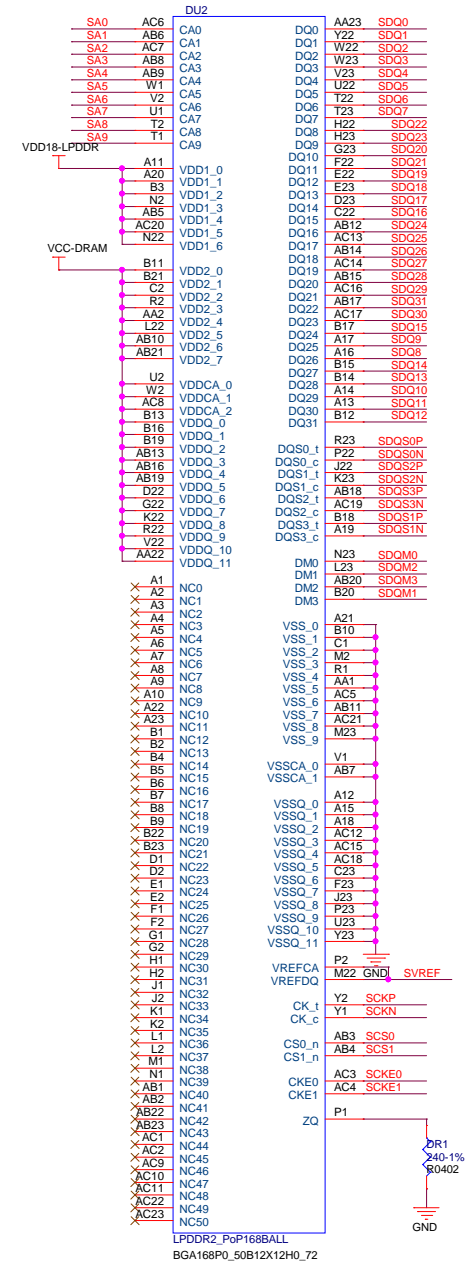 DU2
SA0 AC6 CA0
SA1 AB6 CA1
SA2 AC7 CA2
SA3 AB8 CA3
SA4 AB9 CA4
SA5 W1 CA5
SA6 V2 CA6
SA7 U1 CA7
SA8 T2 CA8
SA9 T1 CA9
VDD18-LPDDR
A11 VDD1_0
A20 VDD1_1
B3 VDD1_2
N2 VDD1_3
AB5 VDD1_4
AC20 VDD1_5
N22 VDD1_6
VCC-DRAM
B11 VDD2_0
B21 VDD2_1
C2 VDD2_2
R2 VDD2_3
AA2 VDD2_4
L22 VDD2_5
AB10 VDD2_6
AB21 VDD2_7
U2 VDDCA_0
W2 VDDCA_1
AC8 VDDCA_2
B13 VDDQ_0
B16 VDDQ_1
B19 VDDQ_2
AB13 VDDQ_3
AB16 VDDQ_4
AB19 VDDQ_5
D22 VDDQ_6
G22 VDDQ_7
K22 VDDQ_8
R22 VDDQ_9
V22 VDDQ_10
AA22 VDDQ_11
A1 NC0
A2 NC1
A3 NC2
A4 NC3
A5 NC4
A6 NC5
A7 NC6
A8 NC7
A9 NC8
A10 NC9
A22 NC10
A23 NC11
B1 NC12
B2 NC13
B4 NC14
B5 NC15
B6 NC16
B7 NC17
B8 NC18
B9 NC19
B22 NC20
B23 NC21
D1 NC22
D2 NC23
E1 NC24
E2 NC25
F1 NC26
F2 NC27
G1 NC28
G2 NC29
H1 NC30
H2 NC31
J1 NC32
J2 NC33
K1 NC34
K2 NC35
L1 NC36
L2 NC37
M1 NC38
N1 NC39
AB1 NC40
AB2 NC41
AB22 NC42
AB23 NC43
AC1 NC44
AC2 NC45
AC9 NC46
AC10 NC47
AC11 NC48
AC22 NC49
AC23 NC50
DQ0 AA23 SDQ0
DQ1 Y22 SDQ1
DQ2 W22 SDQ2
DQ3 W23 SDQ3
DQ4 V23 SDQ4
DQ5 U22 SDQ5
DQ6 T22 SDQ6
DQ7 T23 SDQ7
DQ8 H22 SDQ22
DQ9 H23 SDQ23
DQ10 G23 SDQ20
DQ11 F22 SDQ21
DQ12 E22 SDQ19
DQ13 E23 SDQ18
DQ14 D23 SDQ17
DQ15 C22 SDQ16
DQ16 AB12 SDQ24
DQ17 AC13 SDQ25
DQ18 AB14 SDQ26
DQ19 AC14 SDQ27
DQ20 AB15 SDQ28
DQ21 AC16 SDQ29
DQ22 AB17 SDQ31
DQ23 AC17 SDQ30
DQ24 B17 SDQ15
DQ25 A17 SDQ9
DQ26 A16 SDQ8
DQ27 B15 SDQ14
DQ28 B14 SDQ13
DQ29 A14 SDQ10
DQ30 A13 SDQ11
DQ31 B12 SDQ12
DQS0_t R23 SDQS0P
DQS0_c P22 SDQS0N
DQS1_t J22 SDQS2P
DQS1_c K23 SDQS2N
DQS2_t AB18 SDQS3P
DQS2_c AC19 SDQS3N
DQS3_t B18 SDQS1P
DQS3_c A19 SDQS1N
DM0 N23 SDQM0
DM1 L23 SDQM2
DM2 AB20 SDQM3
DM3 B20 SDQM1
VSS_0 A21
VSS_1 B10
VSS_2 C1
VSS_3 M2
VSS_4 R1
VSS_5 AA1
VSS_6 AC5
VSS_7 AB11
VSS_8 AC21
VSS_9 M23
VSSCA_0 V1
VSSCA_1 AB7
VSSQ_0 A12
VSSQ_1 A15
VSSQ_2 A18
VSSQ_3 AC12
VSSQ_4 AC15
VSSQ_5 AC18
VSSQ_6 C23
VSSQ_7 F23
VSSQ_8 J23
VSSQ_9 P23
VSSQ_10 U23
VSSQ_11 Y23
VREFCA P2
VREFDQ M22 GND SVREF
CK_t Y2 SCKP
CK_c Y1 SCKN
CS0_n AB3 SCS0
CS1_n AB4 SCS1
CKE0 AC3 SCKE0
CKE1 AC4 SCKE1
ZQ P1
DR1
240-1%
R0402
GND
LPDDR2_PoP168BALL
BGA168P0_50B12X12H0_72